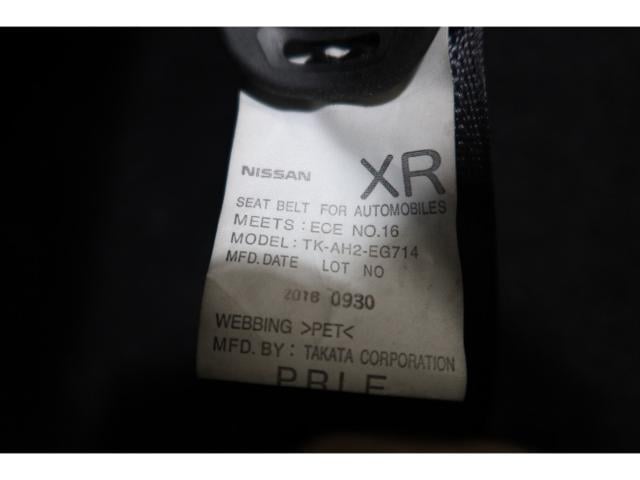 NISSAN XR
SEAT BELT FOR AUTOMOBILES
MEETS : ECE NO.16
MODEL : TK-AH2-EG714
MFD.DATE LOT NO
2018 0930
WEBBING >PET<
MFD. BY : TAKATA CORPORATION